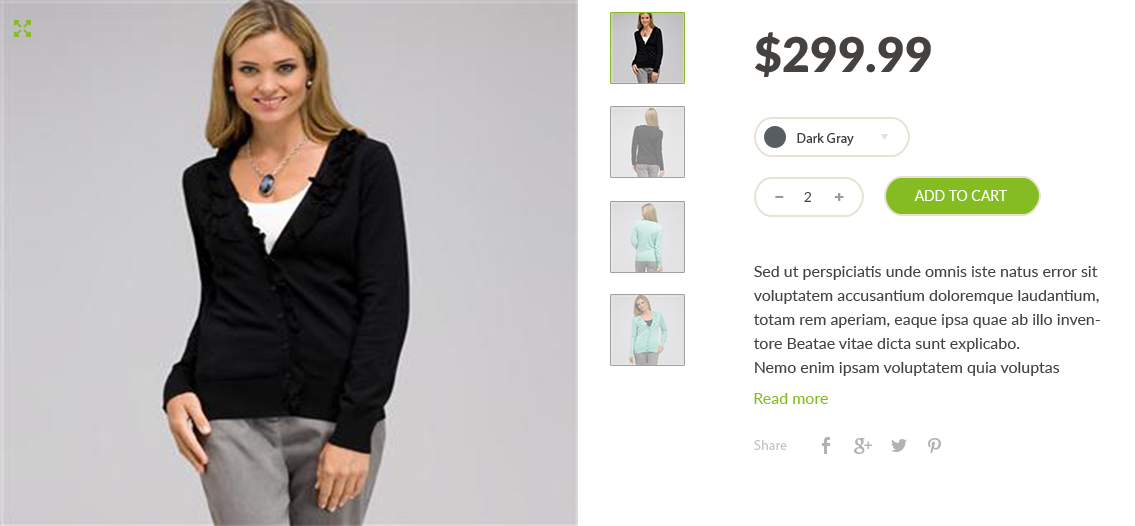 $299.99
Dark Gray
2
ADD TO CART
Sed ut perspiciatis unde omnis iste natus error sit
voluptatem accusantium doloremque laudantium,
totam rem aperiam, eaque ipsa quae ab illo inven-
tore Beatae vitae dicta sunt explicabo.
Nemo enim ipsam voluptatem quia voluptas
Read more
Share